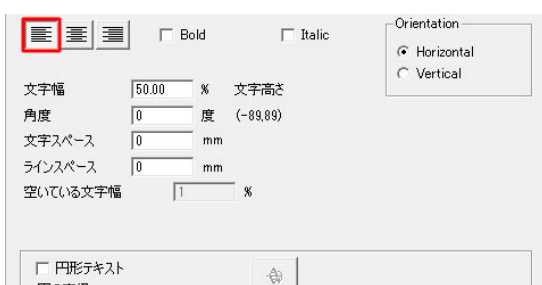 Bold Italic
Orientation
Horizontal
Vertical
文字幅 50.00 % 文字高さ
角度 0 度 (-89,89)
文字スペース 0 mm
ラインスペース 0 mm
空いている文字幅 1 %
円形テキスト